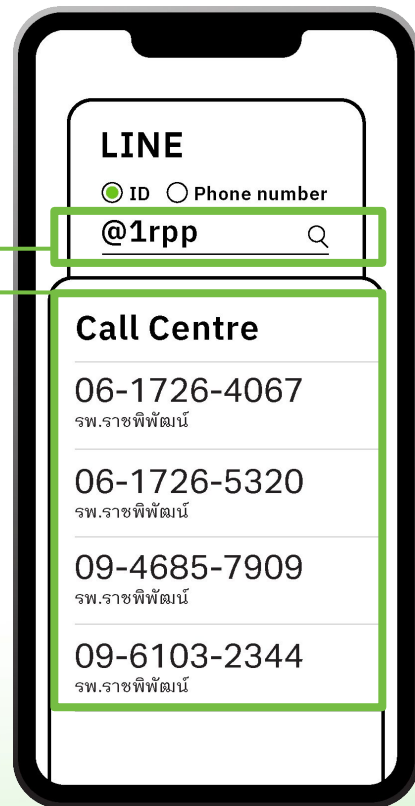 LINE
ID Phone number
@1rpp
Call Centre
06-1726-4067
รพ.ราชพิพัฒน์
06-1726-5320
รพ.ราชพิพัฒน์
09-4685-7909
รพ.ราชพิพัฒน์
09-6103-2344
รพ.ราชพิพัฒน์